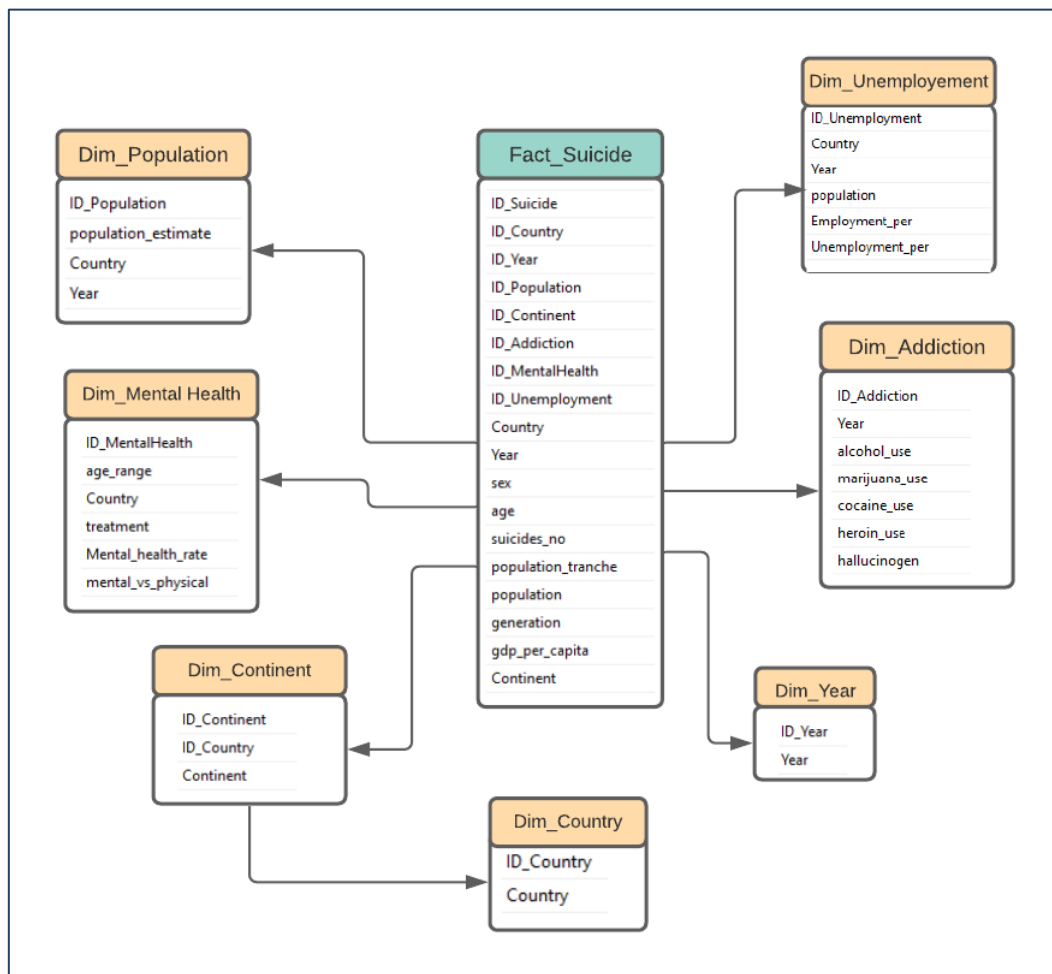 Dim_Population
ID_Population
population_estimate
Country
Year
Dim_Mental Health
ID_MentalHealth
age_range
Country
treatment
Mental_health_rate
mental_vs_physical
Dim_Continent
ID_Continent
ID_Country
Continent
Fact_Suicide
ID_Suicide
ID_Country
ID_Year
ID_Population
ID_Continent
ID_Addiction
ID_MentalHealth
ID_Unemployment
Country
Year
sex
age
suicides_no
population_tranche
population
generation
gdp_per_capita
Continent
Dim_Country
ID_Country
Country
Dim_Unemployement
ID_Unemployment
Country
Year
population
Employment_per
Unemployment_per
Dim_Addiction
ID_Addiction
Year
alcohol_use
marijuana_use
cocaine_use
heroin_use
hallucinogen
Dim_Year
ID_Year
Year